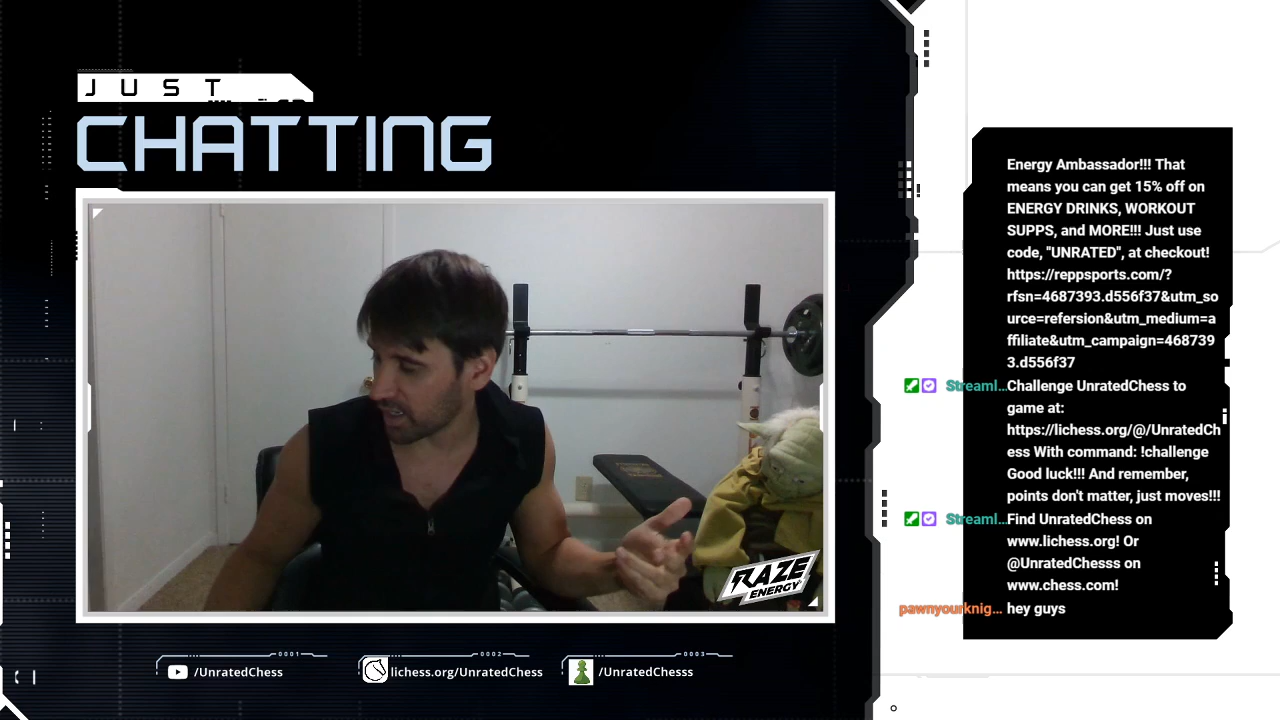 JUST
CHATTING
RAZE
ENERGY
0001
/UnratedChess
0002
lichess.org/UnratedChess
0003
/UnratedChesss
Energy Ambassador!!! That
means you can get 15% off on
ENERGY DRINKS, WORKOUT
SUPPS, and MORE!!! Just use
code, "UNRATED", at checkout!
https://reppsports.com/?
rfsn=4687393.d556f37&utm_so
urce=refersion&utm_medium=a
ffiliate&utm_campaign=468739
3.d556f37
Streaml... Challenge UnratedChess to
game at:
https://lichess.org/@/UnratedCh
ess With command: !challenge
Good luck!!! And remember,
points don't matter, just moves!!!
Streaml... Find UnratedChess on
www.lichess.org! Or
@UnratedChesss on
www.chess.com!
pawnyourknig... hey guys